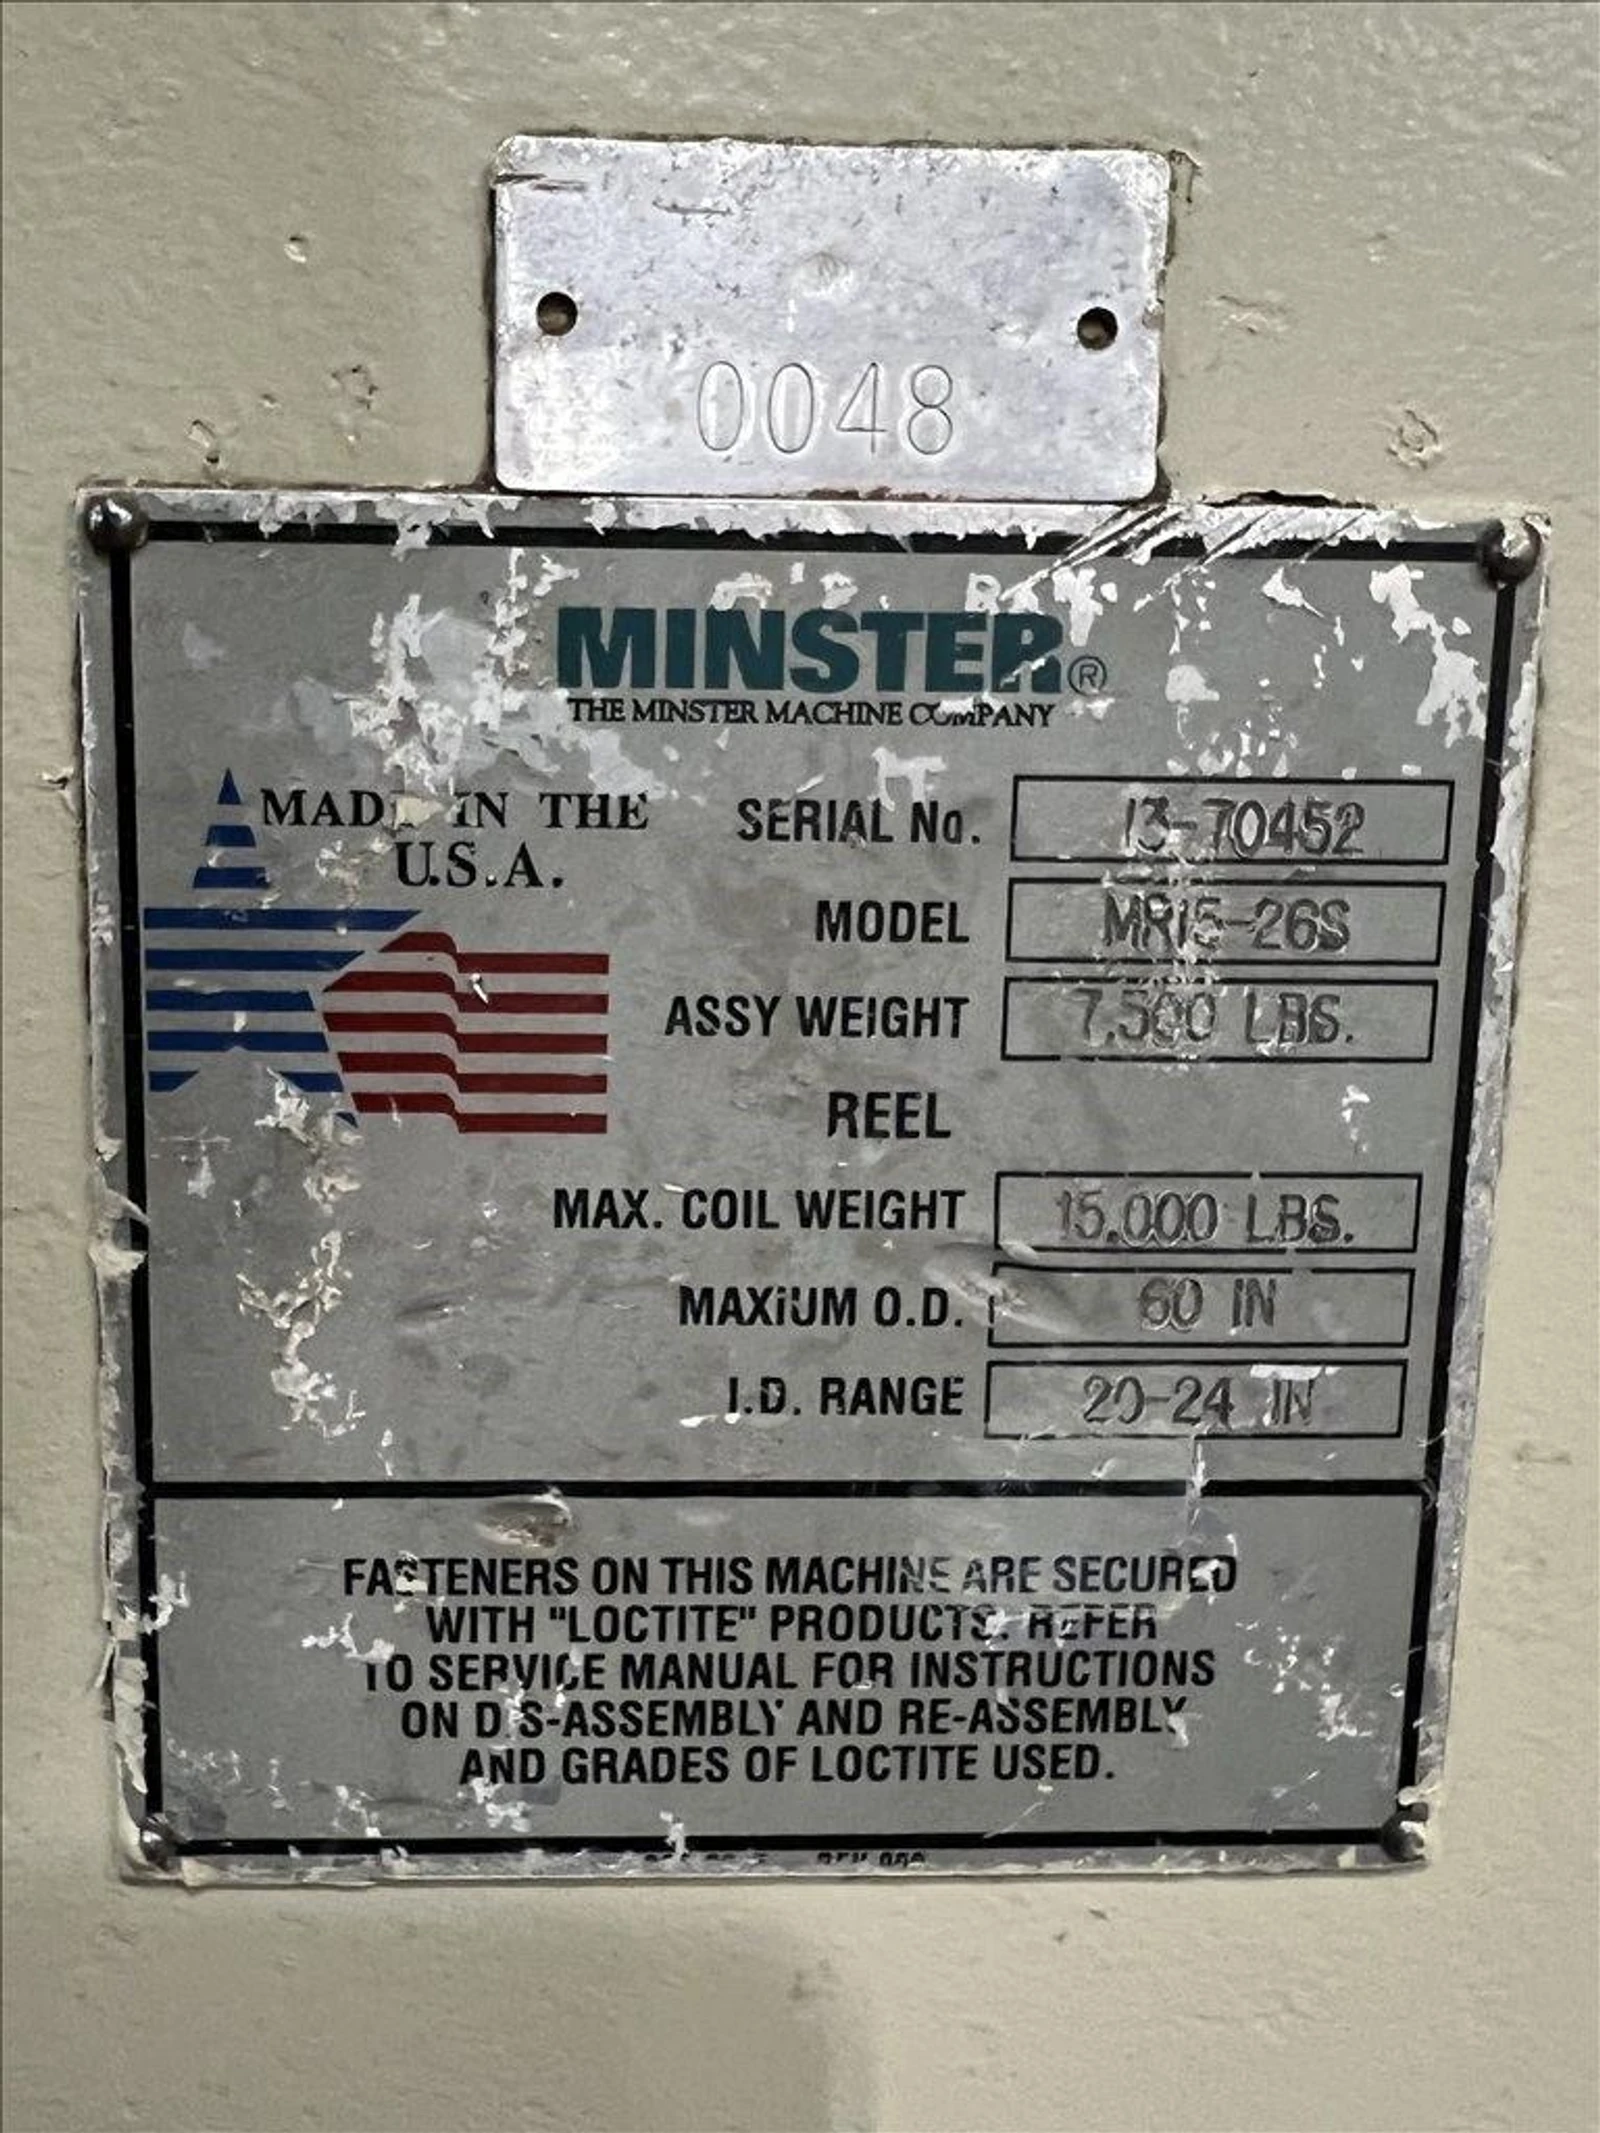 0048
MINSTER®
THE MINSTER MACHINE COMPANY
MADE IN THE
U.S.A.
SERIAL No. 13-70452
MODEL MR15-26S
ASSY WEIGHT 7,500 LBS.
REEL
MAX. COIL WEIGHT 15,000 LBS.
MAXIUM O.D. 60 IN
I.D. RANGE 20-24 IN
FASTENERS ON THIS MACHINE ARE SECURED
WITH "LOCTITE" PRODUCTS. REFER
TO SERVICE MANUAL FOR INSTRUCTIONS
ON DIS-ASSEMBLY AND RE-ASSEMBLY
AND GRADES OF LOCTITE USED.